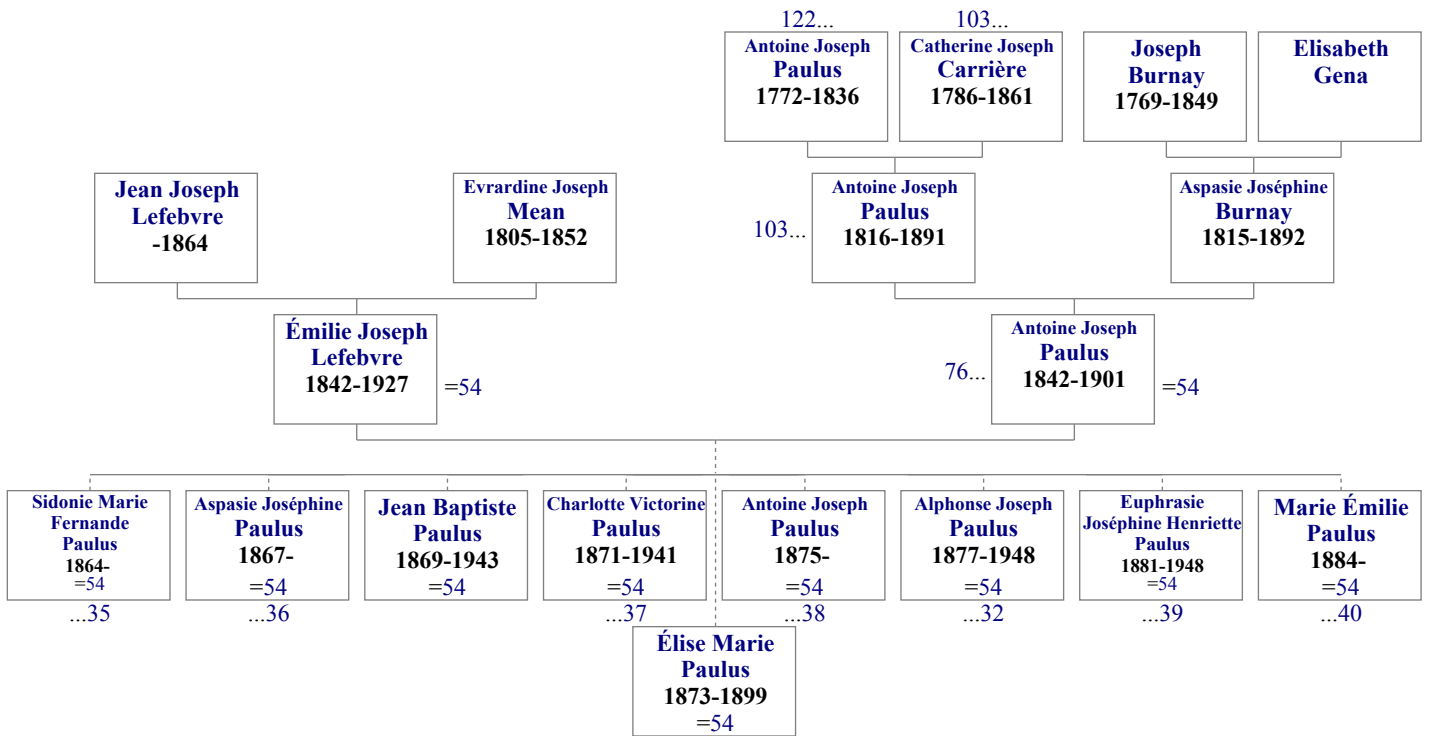 122...
103...
Antoine Joseph
Paulus
1772-1836
Catherine Joseph
Carrière
1786-1861
Joseph
Burnay
1769-1849
Elisabeth
Gena
Jean Joseph
Lefebvre
-1864
Evrardine Joseph
Mean
1805-1852
103...
Antoine Joseph
Paulus
1816-1891
Aspasie Joséphine
Burnay
1815-1892
Émilie Joseph
Lefebvre
1842-1927
=54
76...
Antoine Joseph
Paulus
1842-1901
=54
Sidonie Marie
Fernande
Paulus
1864-
=54
...35
Aspasie Joséphine
Paulus
1867-
=54
...36
Jean Baptiste
Paulus
1869-1943
=54
Charlotte Victorine
Paulus
1871-1941
=54
...37
Antoine Joseph
Paulus
1875-
=54
...38
Alphonse Joseph
Paulus
1877-1948
=54
...32
Euphrasie
Joséphine Henriette
Paulus
1881-1948
=54
...39
Marie Émilie
Paulus
1884-
=54
...40
Élise Marie
Paulus
1873-1899
=54